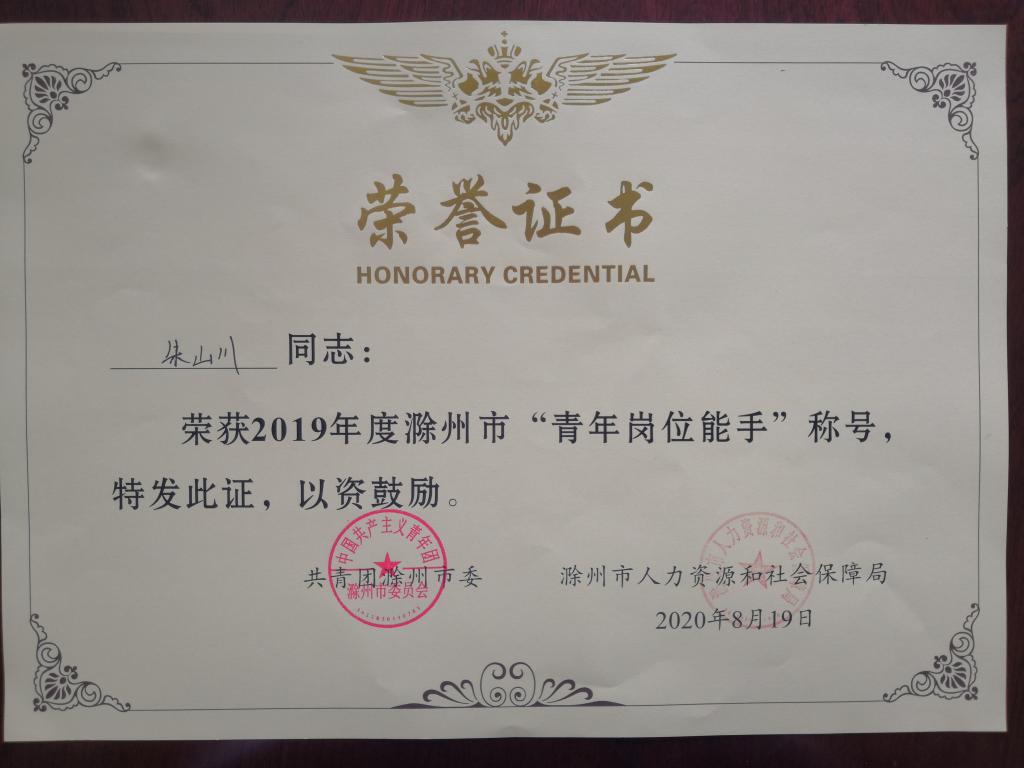 荣誉证书
HONORARY CREDENTIAL
朱山川 同志：
荣获2019年度滁州市“青年岗位能手”称号，
特发此证，以资鼓励。
中国共产主义青年团
滁州市委员会
共青团滁州市委
滁州市人力资源和社会保障局
2020年8月19日